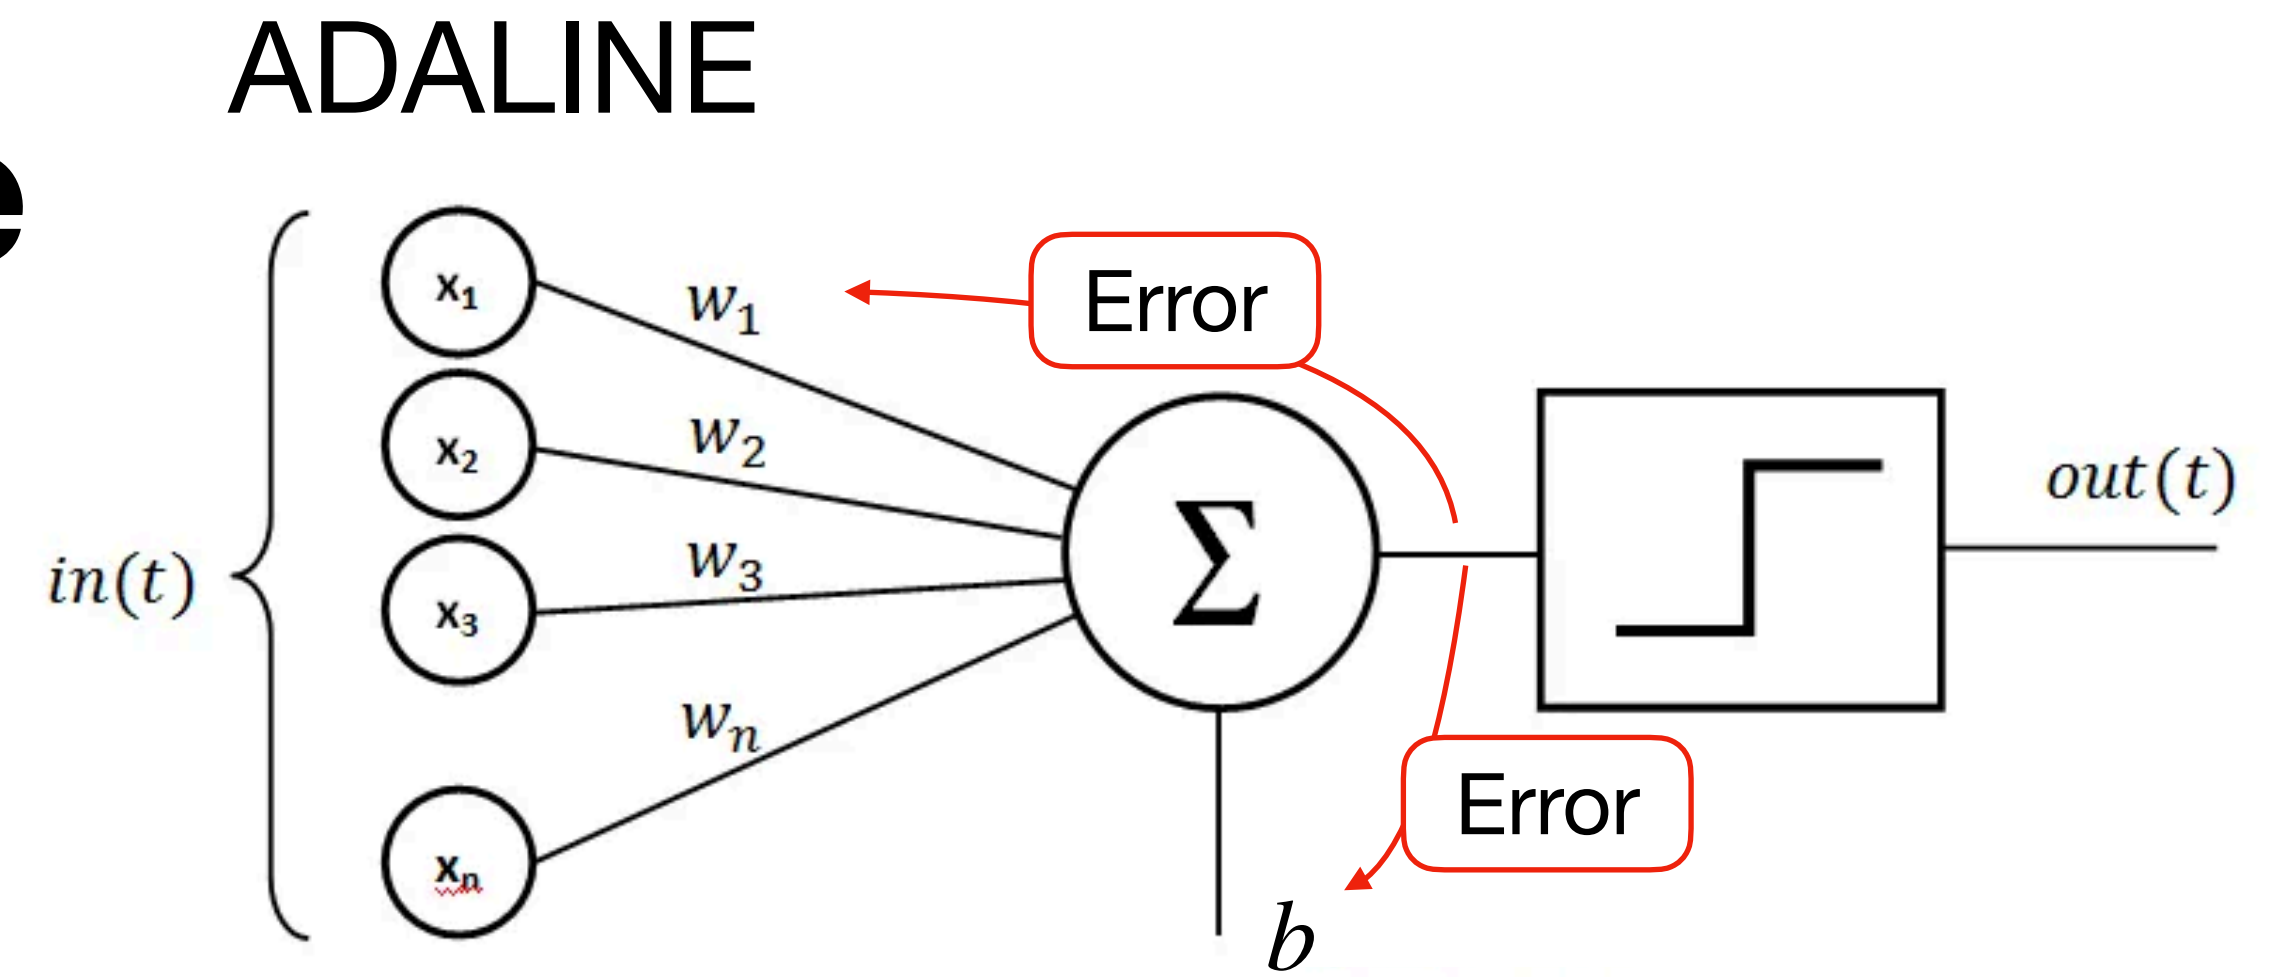 ADALINE
e
x₁
w₁
Error
x₂
w₂
out(t)
in(t)
w₃
x₃
Σ
wₙ
Error
xₙ
b